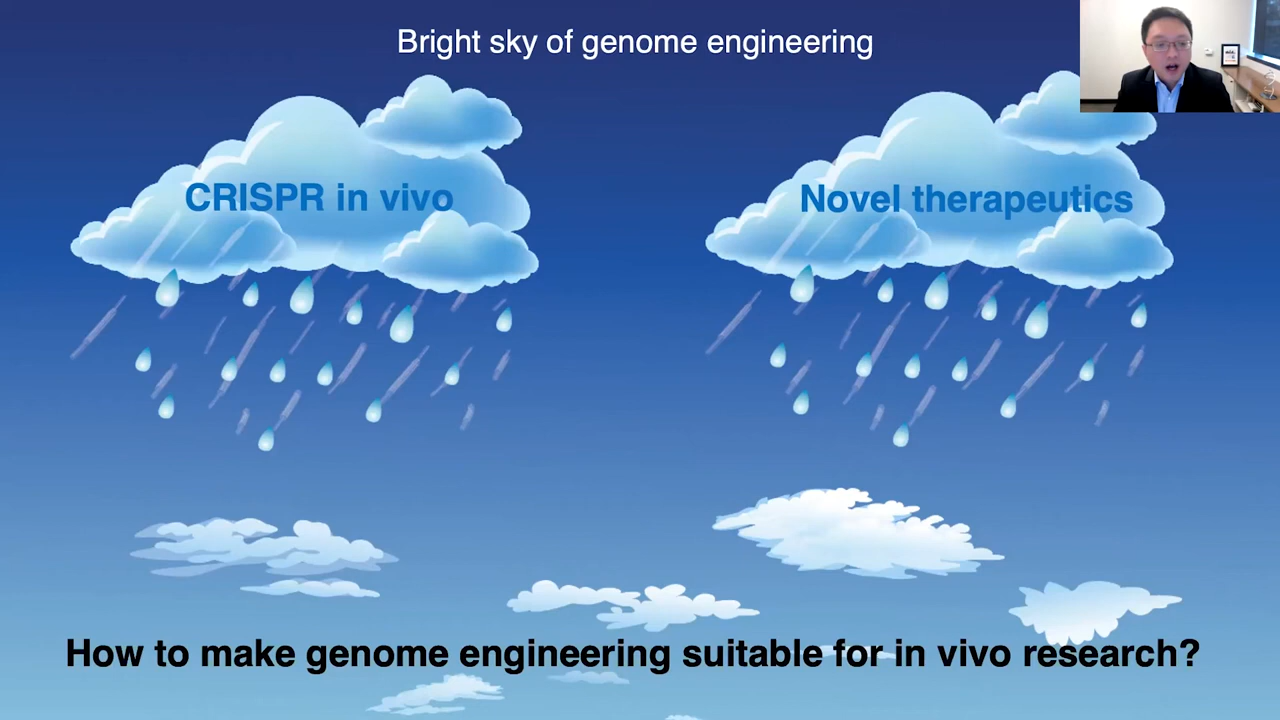 Bright sky of genome engineering
CRISPR in vivo
Novel therapeutics
How to make genome engineering suitable for in vivo research?